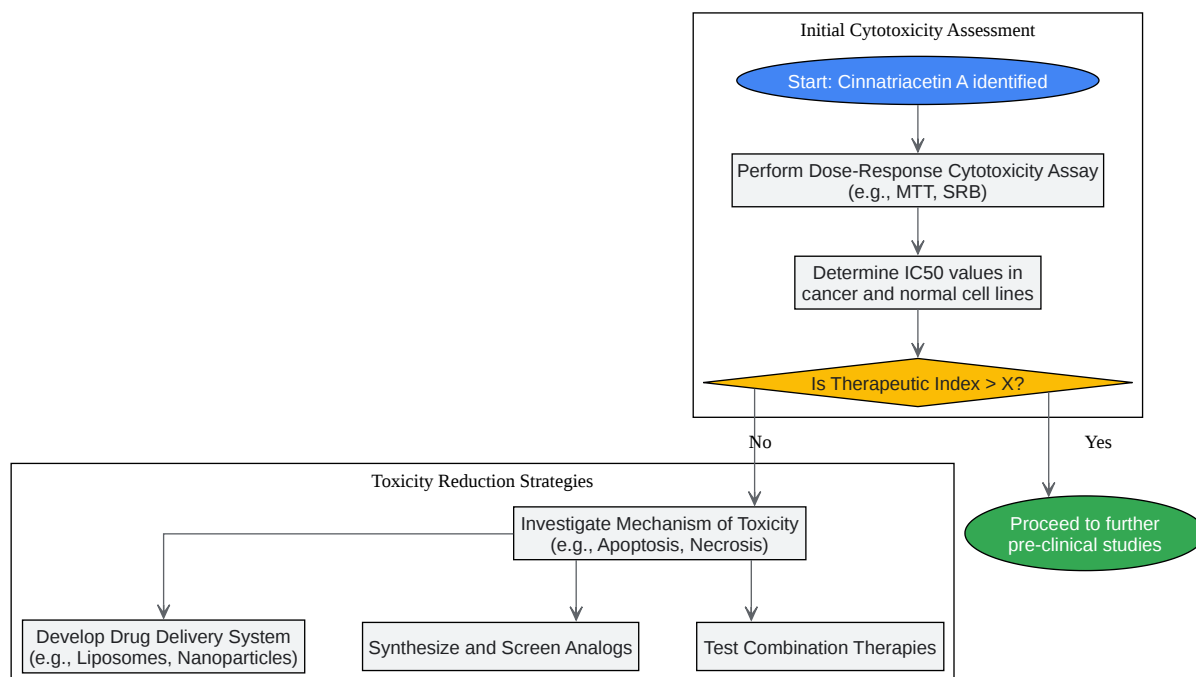 Initial Cytotoxicity Assessment
Start: Cinnatriacetin A identified
Perform Dose-Response Cytotoxicity Assay
(e.g., MTT, SRB)
Determine IC50 values in
cancer and normal cell lines
Is Therapeutic Index > X?
No
Yes
Toxicity Reduction Strategies
Investigate Mechanism of Toxicity
(e.g., Apoptosis, Necrosis)
Proceed to further
pre-clinical studies
Develop Drug Delivery System
(e.g., Liposomes, Nanoparticles)
Synthesize and Screen Analogs
Test Combination Therapies